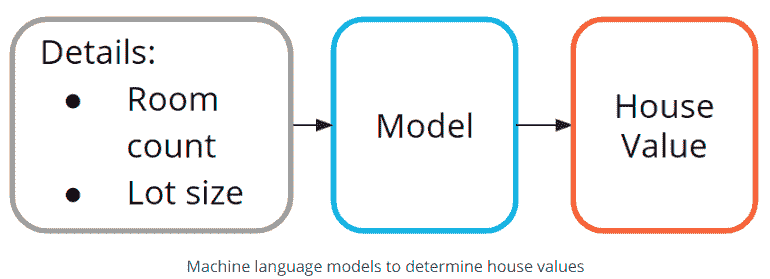 Details:
● Room
count
● Lot size
Model
House
Value
Machine language models to determine house values